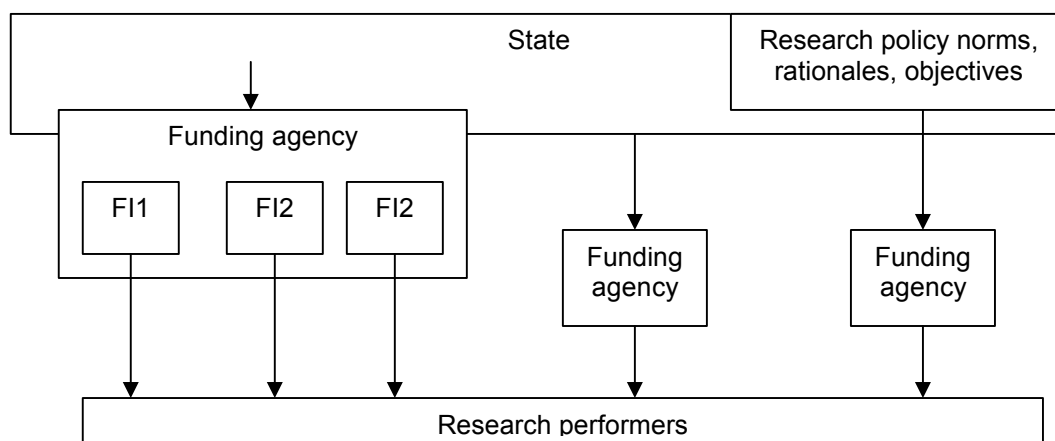 State
Research policy norms,
rationales, objectives
Funding agency
FI1
FI2
FI2
Funding
agency
Funding
agency
Research performers